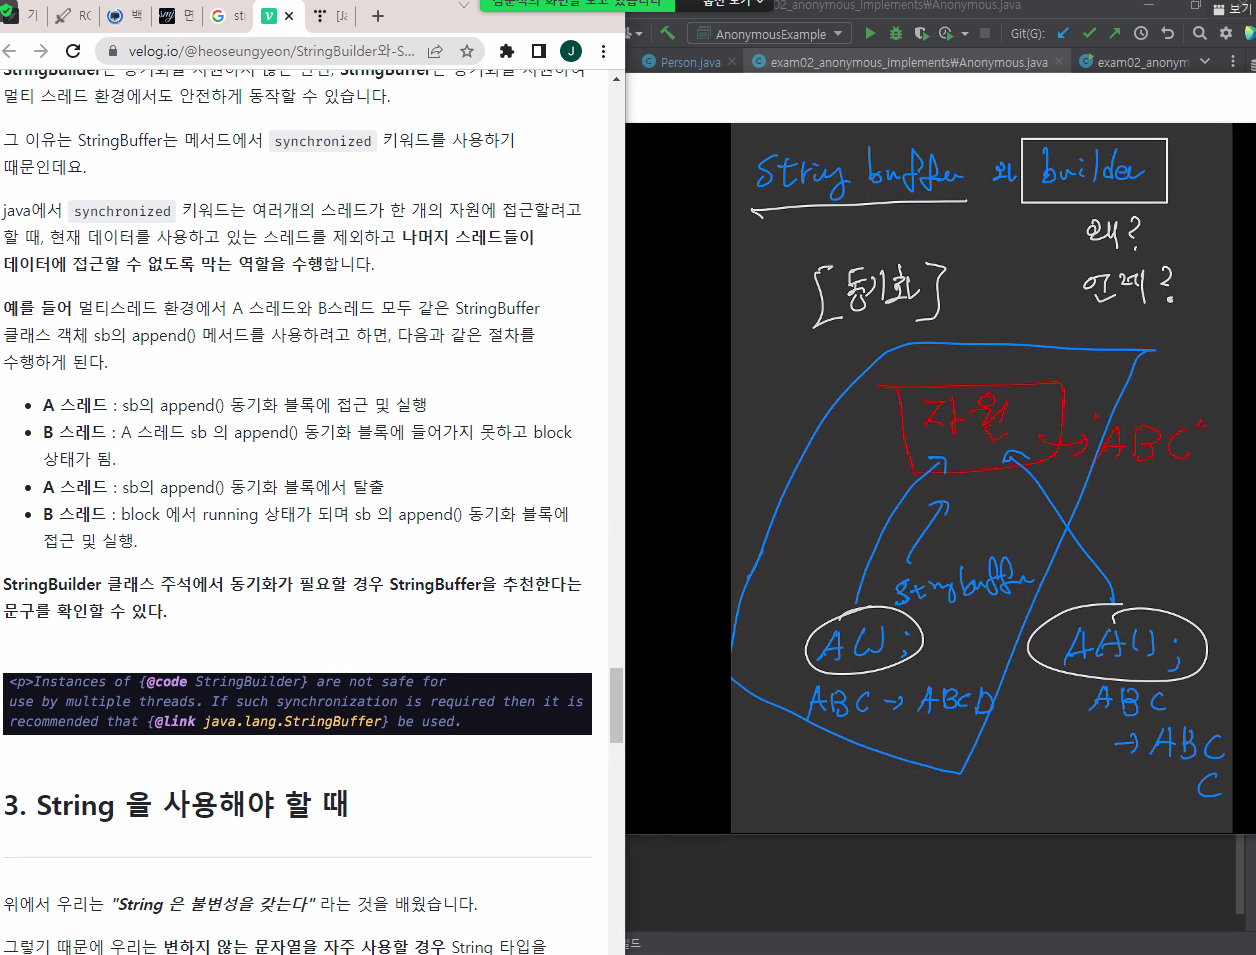 velog.io/@heoseungyeon/StringBuilder와-S...
멀티 스레드 환경에서도 안전하게 동작할 수 있습니다.
그 이유는 StringBuffer는 메서드에서 synchronized 키워드를 사용하기
때문인데요.
java에서 synchronized 키워드는 여러개의 스레드가 한 개의 자원에 접근할려고
할 때, 현재 데이터를 사용하고 있는 스레드를 제외하고 나머지 스레드들이
데이터에 접근할 수 없도록 막는 역할을 수행합니다.
예를 들어 멀티스레드 환경에서 A 스레드와 B스레드 모두 같은 StringBuffer
클래스 객체 sb의 append() 메서드를 사용하려고 하면, 다음과 같은 절차를
수행하게 된다.
A 스레드 : sb의 append() 동기화 블록에 접근 및 실행
B 스레드 : A 스레드 sb 의 append() 동기화 블록에 들어가지 못하고 block
상태가 됨.
A 스레드 : sb의 append() 동기화 블록에서 탈출
B 스레드 : block 에서 running 상태가 되며 sb 의 append() 동기화 블록에
접근 및 실행.
StringBuilder 클래스 주석에서 동기화가 필요할 경우 StringBuffer을 추천한다는
문구를 확인할 수 있다.
<p>Instances of {@code StringBuilder} are not safe for
use by multiple threads. If such synchronization is required then it is
recommended that {@link java.lang.StringBuffer} be used.
3. String 을 사용해야 할 때
위에서 우리는 "String 은 불변성을 갖는다" 라는 것을 배웠습니다.
그렇기 때문에 우리는 변하지 않는 문자열을 자주 사용할 경우 String 타입을
02_anonymous_implements₩Anonymous.java
보기
AnonymousExample
Git(G):
Person.java
exam02_anonymous_implements₩Anonymous.java
exam02_anonym
String buffer 와 builder
왜?
언제?
[동기화]
자원
"ABC"
Stringbuffer
A();
AA();
ABC → ABCD
ABC
→ ABC
C